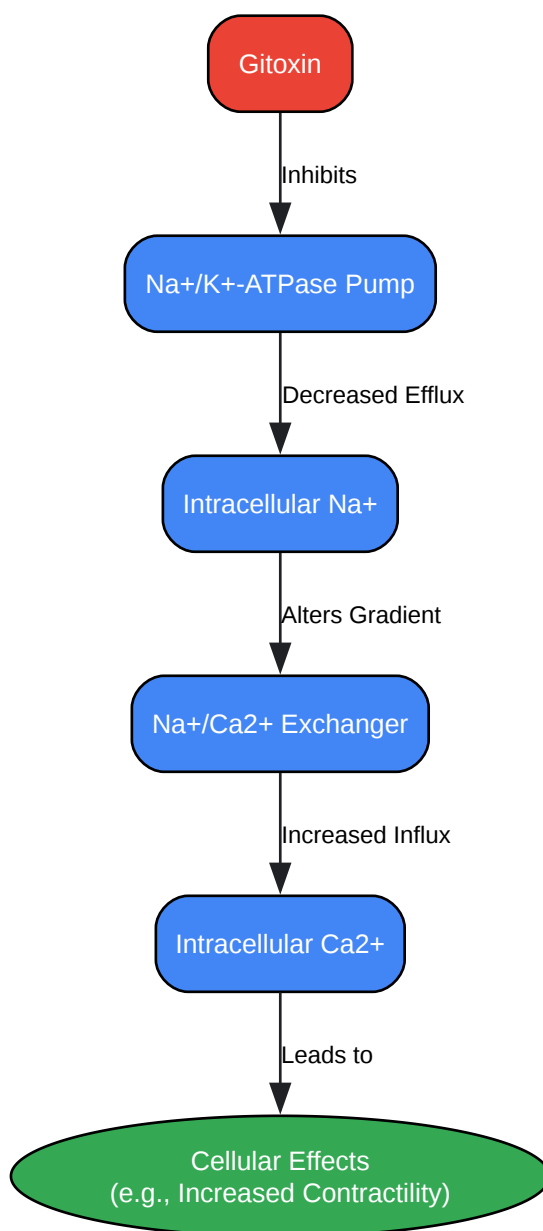 Gitoxin
Inhibits
Na+/K+-ATPase Pump
Decreased Efflux
Intracellular Na+
Alters Gradient
Na+/Ca2+ Exchanger
Increased Influx
Intracellular Ca2+
Leads to
Cellular Effects
(e.g., Increased Contractility)